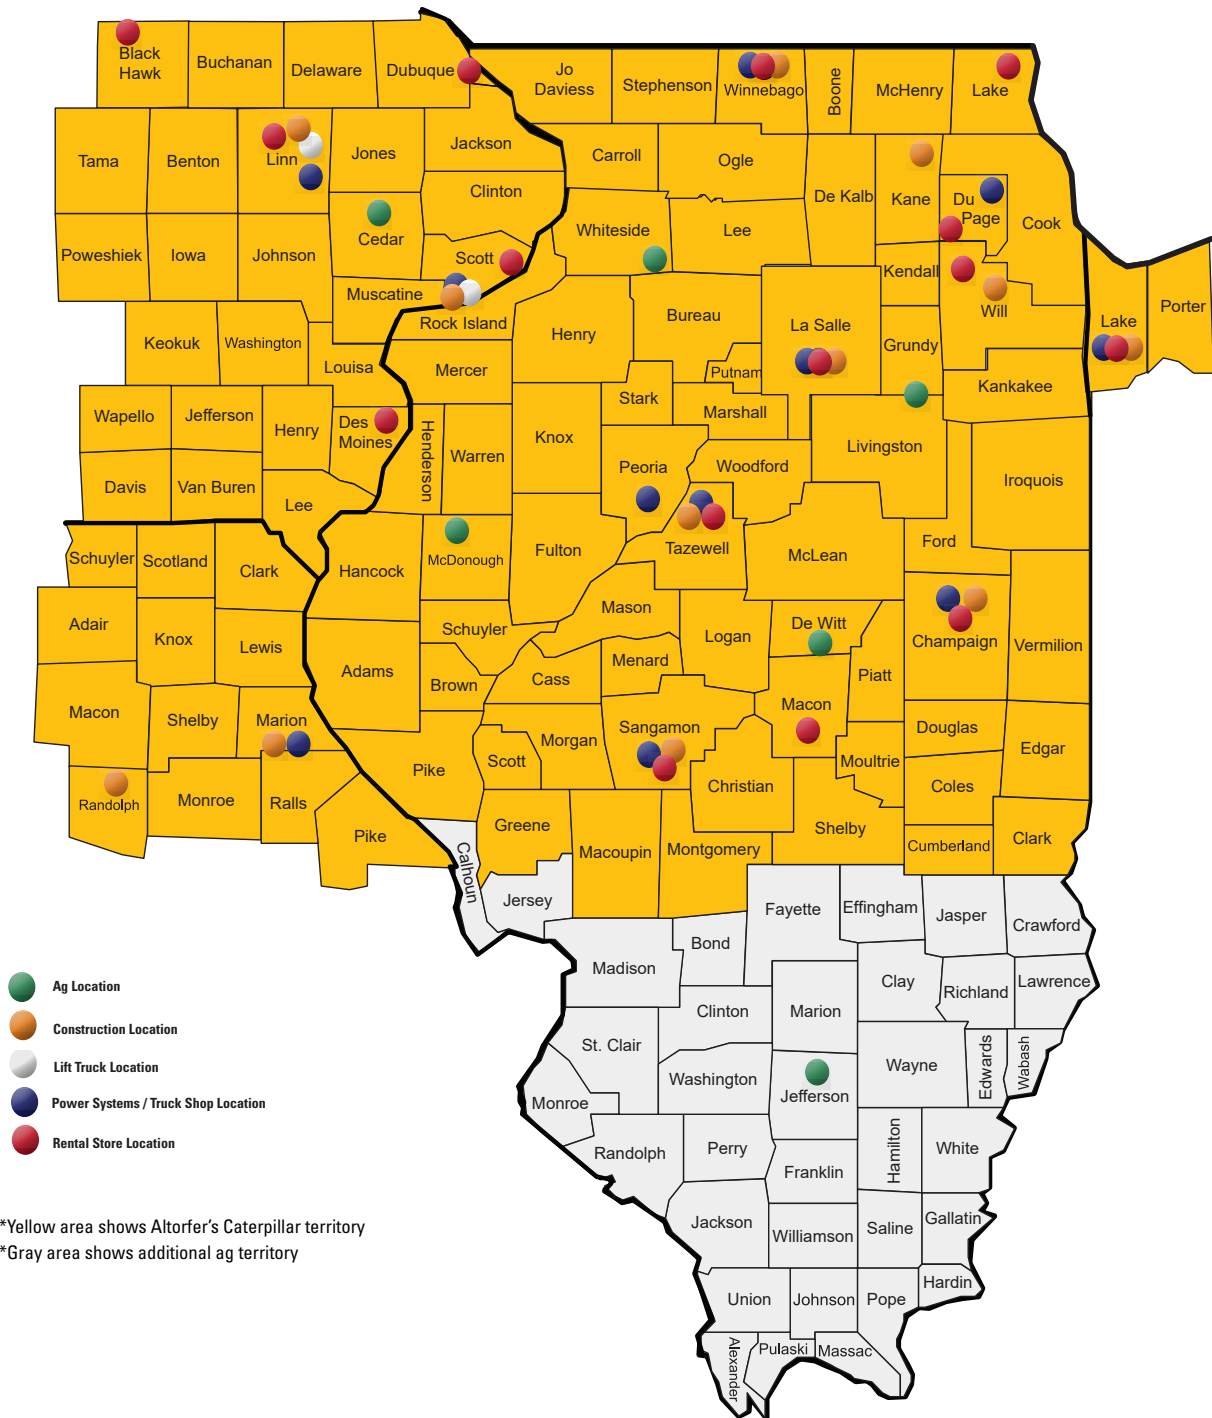 Black
Hawk
Buchanan
Delaware
Dubuque
Jo
Daviess
Stephenson
Winnebago
Boone
McHenry
Lake
Tama
Benton
Linn
Jones
Jackson
Clinton
Carroll
Ogle
De Kalb
Kane
Du
Page
Cook
Poweshiek
Iowa
Johnson
Cedar
Scott
Whiteside
Lee
Kendall
Will
Muscatine
Rock Island
Henry
Bureau
La Salle
Grundy
Lake
Porter
Keokuk
Washington
Louisa
Mercer
Putnam
Kankakee
Stark
Marshall
Wapello
Jefferson
Henry
Des
Moines
Henderson
Warren
Knox
Peoria
Woodford
Livingston
Iroquois
Davis
Van Buren
Lee
Schuyler
Scotland
Clark
Hancock
McDonough
Fulton
Tazewell
McLean
Ford
Adair
Knox
Lewis
Adams
Schuyler
Mason
Logan
De Witt
Champaign
Vermilion
Brown
Cass
Menard
Piatt
Macon
Shelby
Marion
Macon
Sangamon
Douglas
Edgar
Pike
Scott
Morgan
Christian
Moultrie
Coles
Randolph
Monroe
Ralls
Pike
Greene
Macoupin
Montgomery
Shelby
Cumberland
Clark
Calhoun
Jersey
Fayette
Effingham
Jasper
Crawford
Bond
Madison
Clay
Richland
Lawrence
Clinton
Marion
St. Clair
Washington
Jefferson
Wayne
Edwards
Wabash
Monroe
Randolph
Perry
Franklin
Hamilton
White
Jackson
Williamson
Saline
Gallatin
Union
Johnson
Pope
Hardin
Alexander
Pulaski
Massac
Ag Location
Construction Location
Lift Truck Location
Power Systems / Truck Shop Location
Rental Store Location
*Yellow area shows Altorfer's Caterpillar territory
*Gray area shows additional ag territory